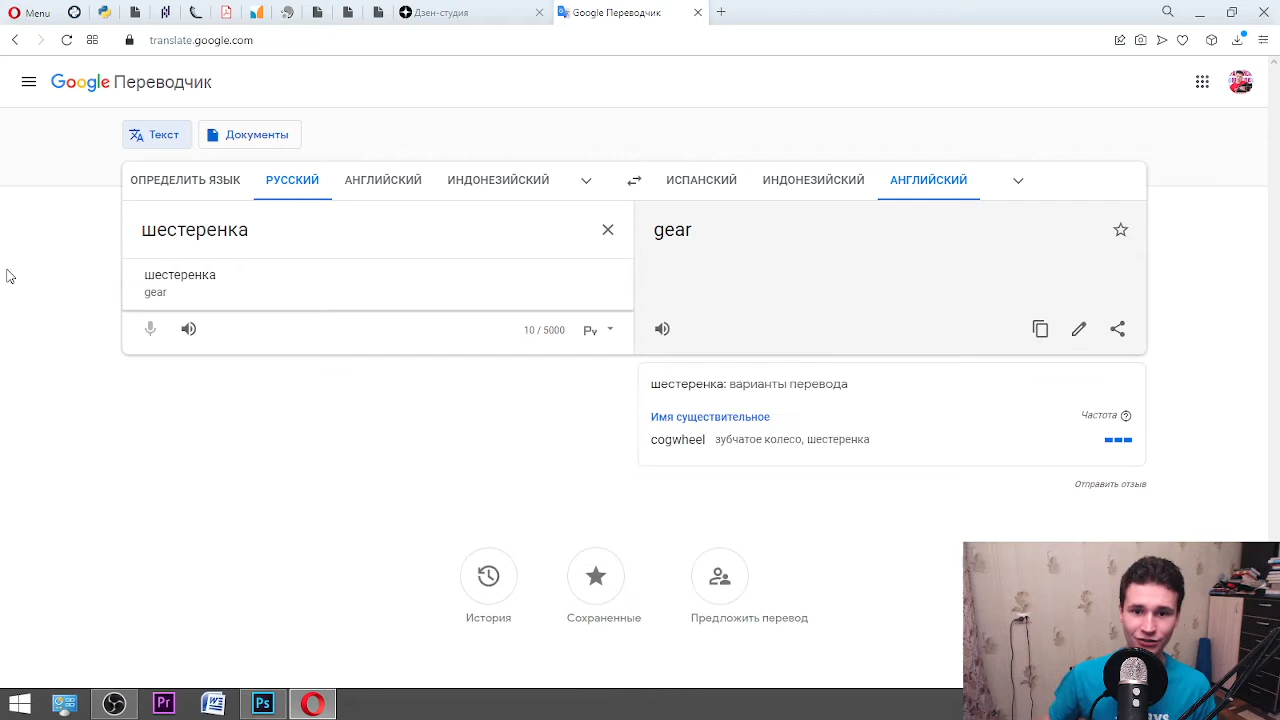 Menu
Дзен-студия
Google Переводчик
translate.google.com
Google Переводчик
Текст
Документы
ОПРЕДЕЛИТЬ ЯЗЫК
РУССКИЙ
АНГЛИЙСКИЙ
ИНДОНЕЗИЙСКИЙ
ИСПАНСКИЙ
ИНДОНЕЗИЙСКИЙ
АНГЛИЙСКИЙ
шестеренка
gear
шестеренка
gear
10 / 5000
Ру
шестеренка: варианты перевода
Имя существительное
Частота
cogwheel зубчатое колесо, шестеренка
Отправить отзыв
История
Сохраненные
Предложить перевод
Pr
Ps